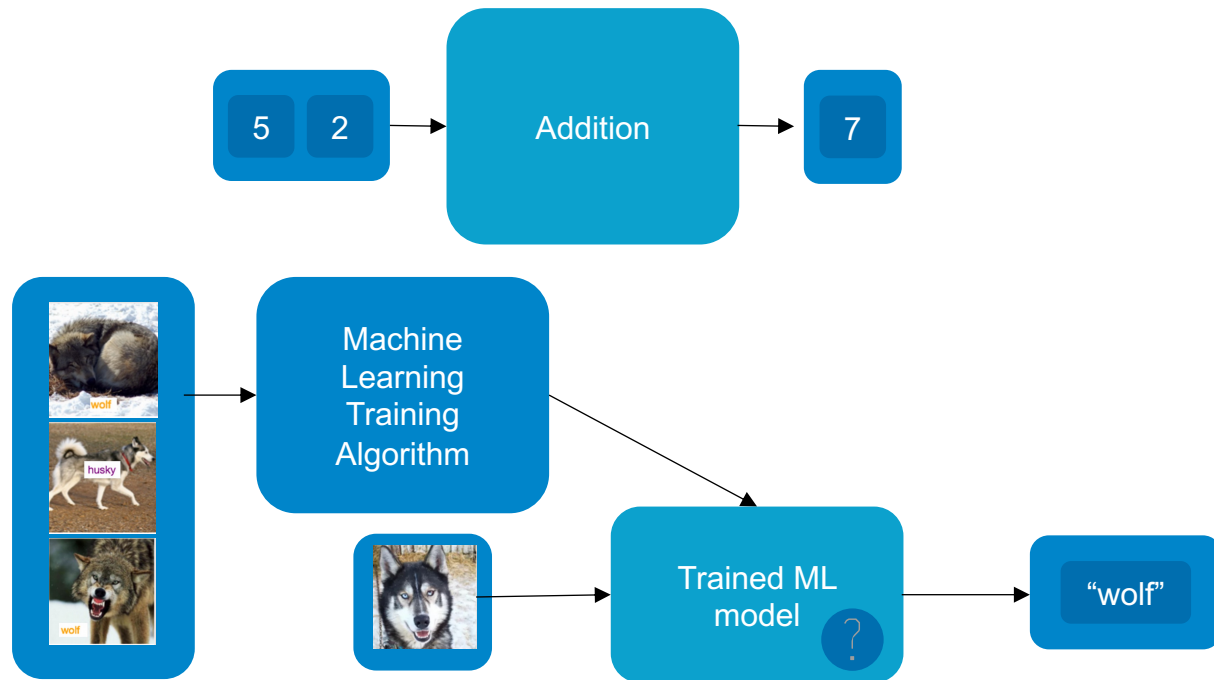 5 2
Addition
7
wolf
husky
wolf
Machine
Learning
Training
Algorithm
Trained ML
model
?
“wolf”